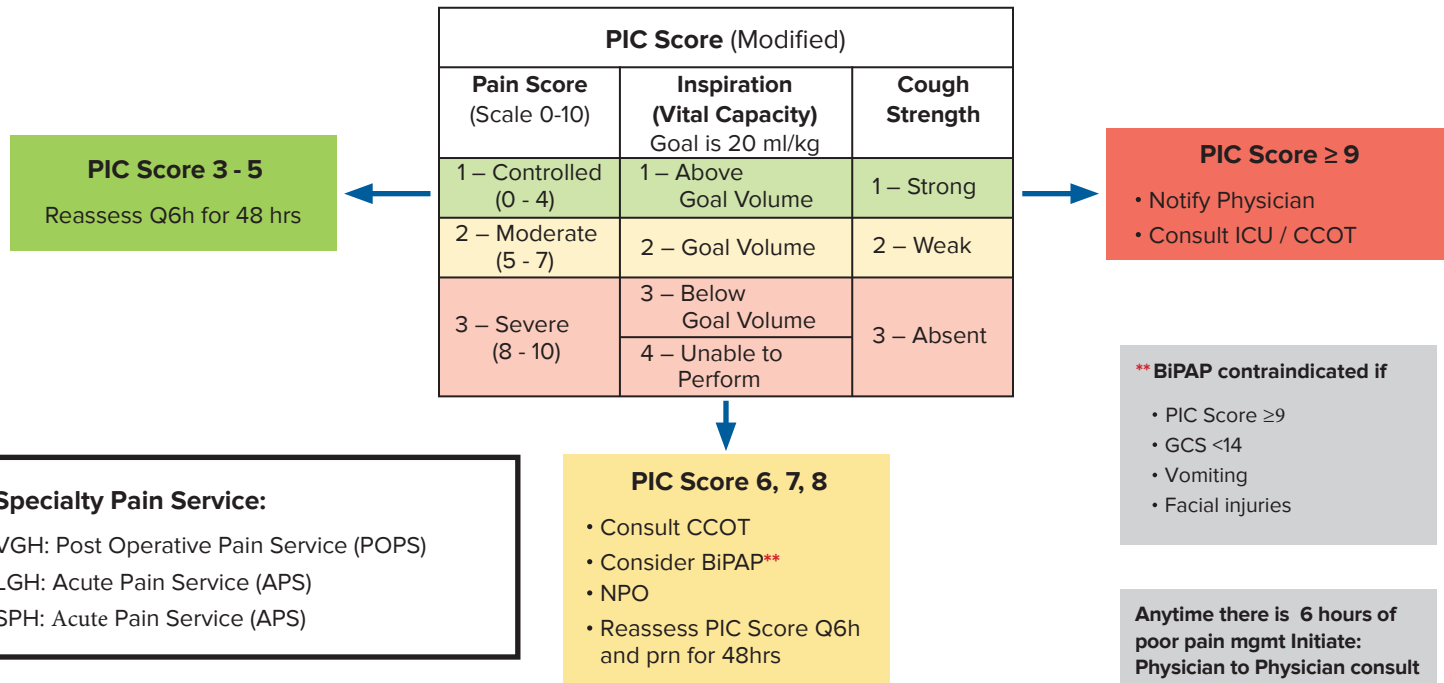 PIC Score (Modified)
Pain Score
(Scale 0-10)
Inspiration
(Vital Capacity)
Goal is 20 ml/kg
Cough
Strength
1 – Controlled
(0 - 4)
1 – Above
Goal Volume
1 – Strong
2 – Moderate
(5 - 7)
2 – Goal Volume
2 – Weak
3 – Severe
(8 - 10)
3 – Below
Goal Volume
4 – Unable to
Perform
3 – Absent
PIC Score 3 - 5
Reassess Q6h for 48 hrs
PIC Score ≥ 9
• Notify Physician
• Consult ICU / CCOT
PIC Score 6, 7, 8
• Consult CCOT
• Consider BiPAP**
• NPO
• Reassess PIC Score Q6h
and prn for 48hrs
**BiPAP contraindicated if
• PIC Score ≥9
• GCS <14
• Vomiting
• Facial injuries
Specialty Pain Service:
VGH: Post Operative Pain Service (POPS)
LGH: Acute Pain Service (APS)
SPH: Acute Pain Service (APS)
Anytime there is 6 hours of
poor pain mgmt Initiate:
Physician to Physician consult